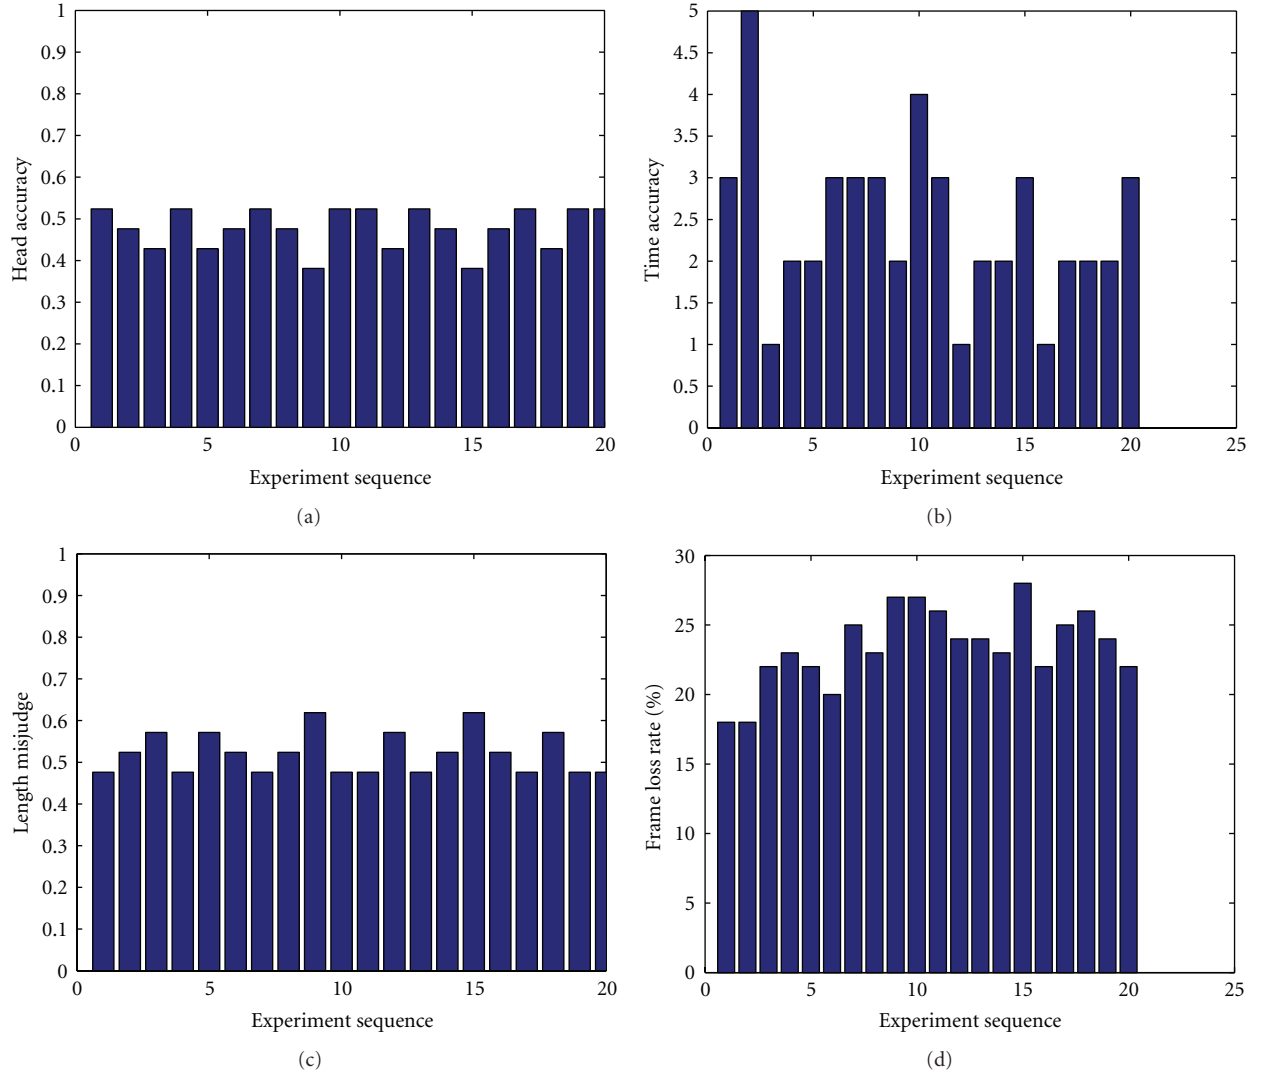 1
0.9
0.8
0.7
0.6
0.5
0.4
0.3
0.2
0.1
0
Head accuracy
0 5 10 15 20
Experiment sequence
(a)
5
4.5
4
3.5
3
2.5
2
1.5
1
0.5
0
Time accuracy
0 5 10 15 20 25
Experiment sequence
(b)
1
0.9
0.8
0.7
0.6
0.5
0.4
0.3
0.2
0.1
0
Length misjudge
0 5 10 15 20
Experiment sequence
(c)
30
25
20
15
10
5
0
Frame loss rate (%)
0 5 10 15 20 25
Experiment sequence
(d)